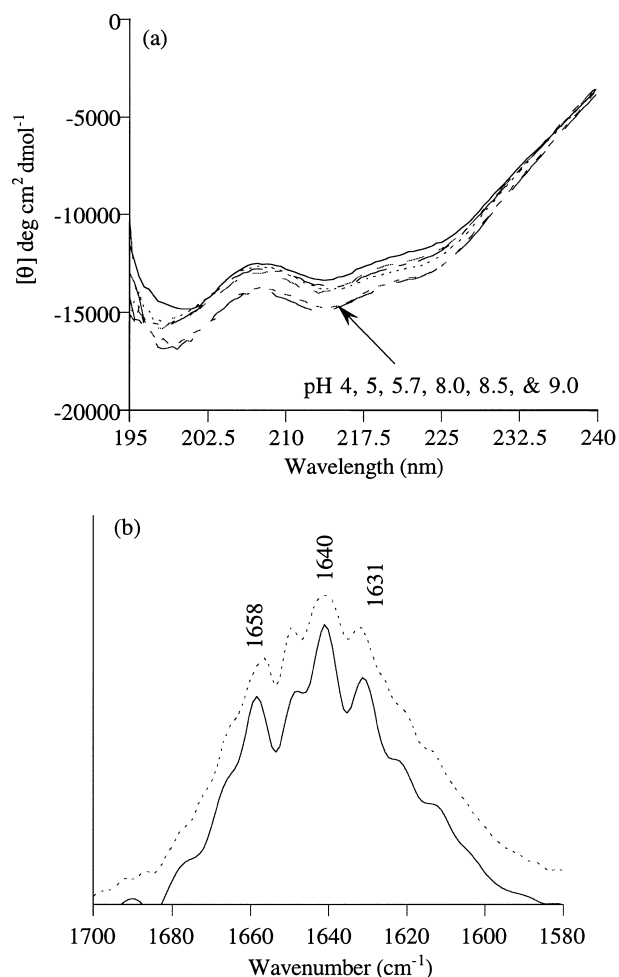 (a)
0
-5000
-10000
-15000
-20000
[θ] deg cm² dmol⁻¹
pH 4, 5, 5.7, 8.0, 8.5, & 9.0
195 202.5 210 217.5 225 232.5 240
Wavelength (nm)
(b)
1658
1640
1631
1700 1680 1660 1640 1620 1600 1580
Wavenumber (cm⁻¹)